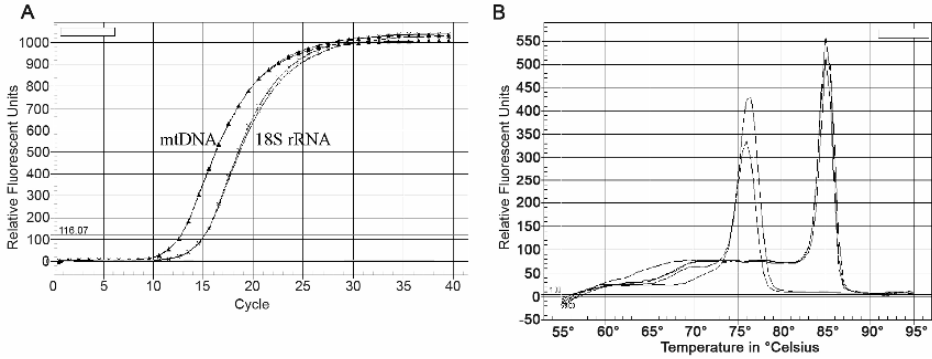 A
Relative Fluorescent Units
1000
900
800
700
600
500
400
300
200
100
0
116.07
mtDNA
18S rRNA
0 5 10 15 20 25 30 35 40
Cycle
B
Relative Fluorescent Units
550
500
450
400
350
300
250
200
150
100
50
0
-50
55° 60° 65° 70° 75° 80° 85° 90° 95°
Temperature in °Celsius